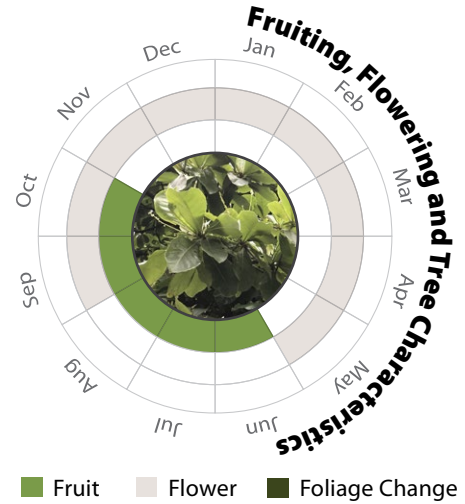 Fruiting, Flowering and Tree Characteristics
Jan
Feb
Mar
Apr
May
Jun
Jul
Aug
Sep
Oct
Nov
Dec
Fruit
Flower
Foliage Change